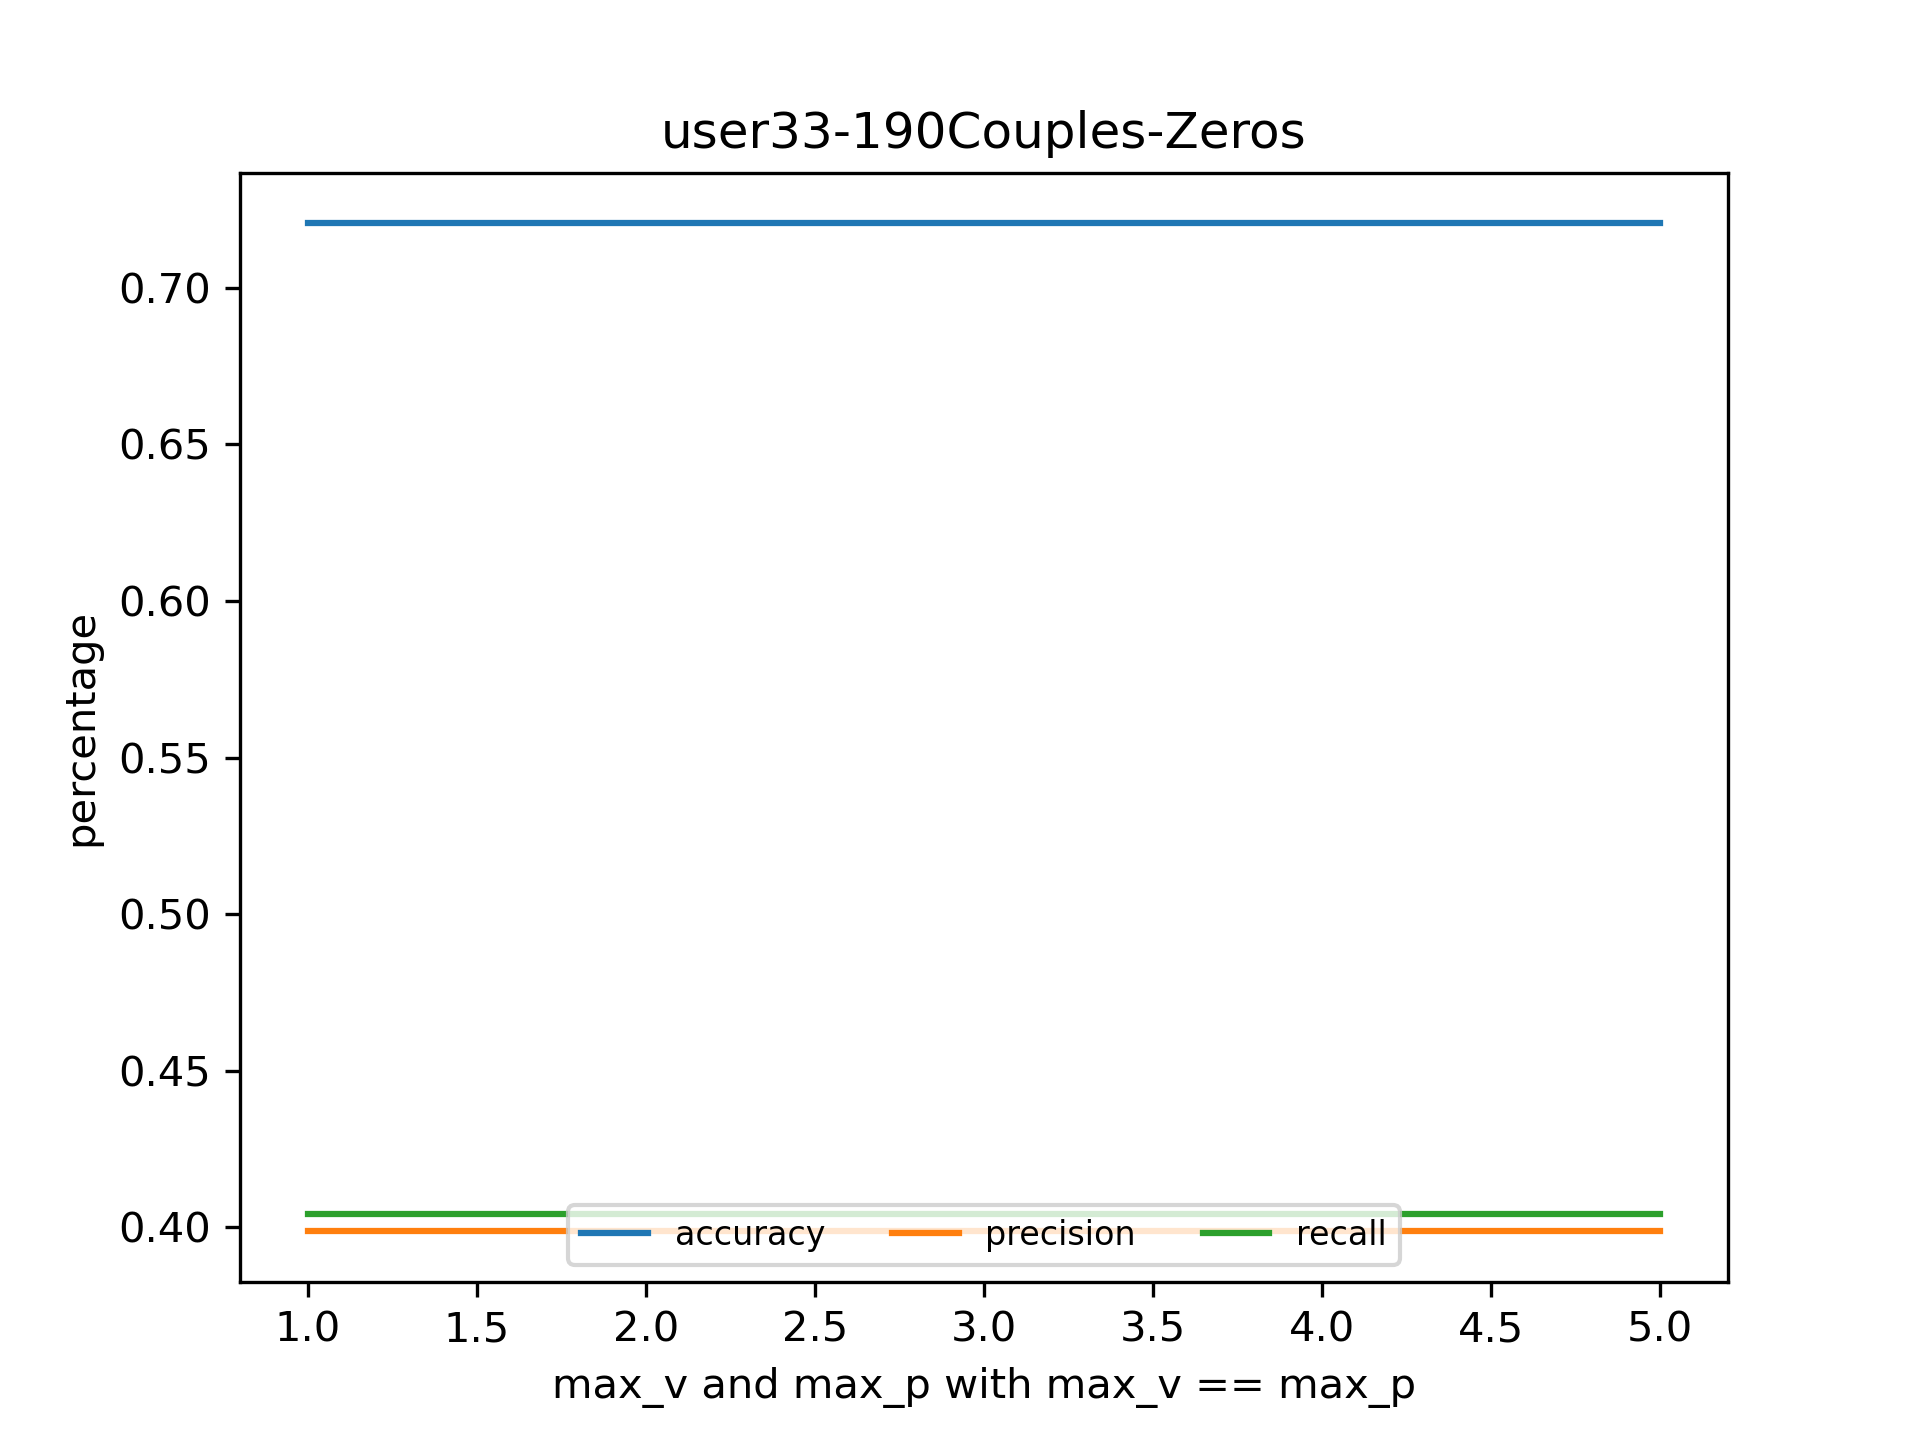 user33-190Couples-Zeros
percentage
0.70
0.65
0.60
0.55
0.50
0.45
0.40
accuracy precision recall
1.0 1.5 2.0 2.5 3.0 3.5 4.0 4.5 5.0
max_v and max_p with max_v == max_p